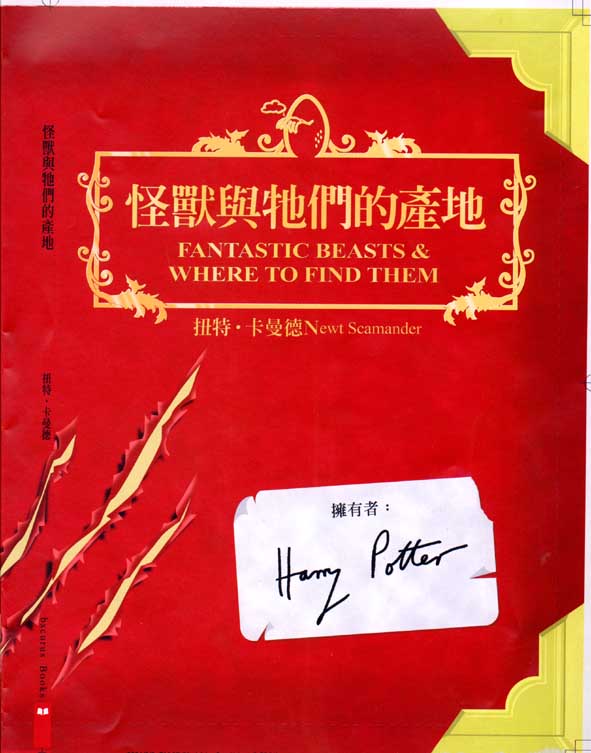 怪獸與牠們的產地
FANTASTIC BEASTS &
WHERE TO FIND THEM
扭特·卡曼德Newt Scamander
擁有者：
Harry Potter
怪獸與牠們的產地
扭特·卡曼德
bscurus Books